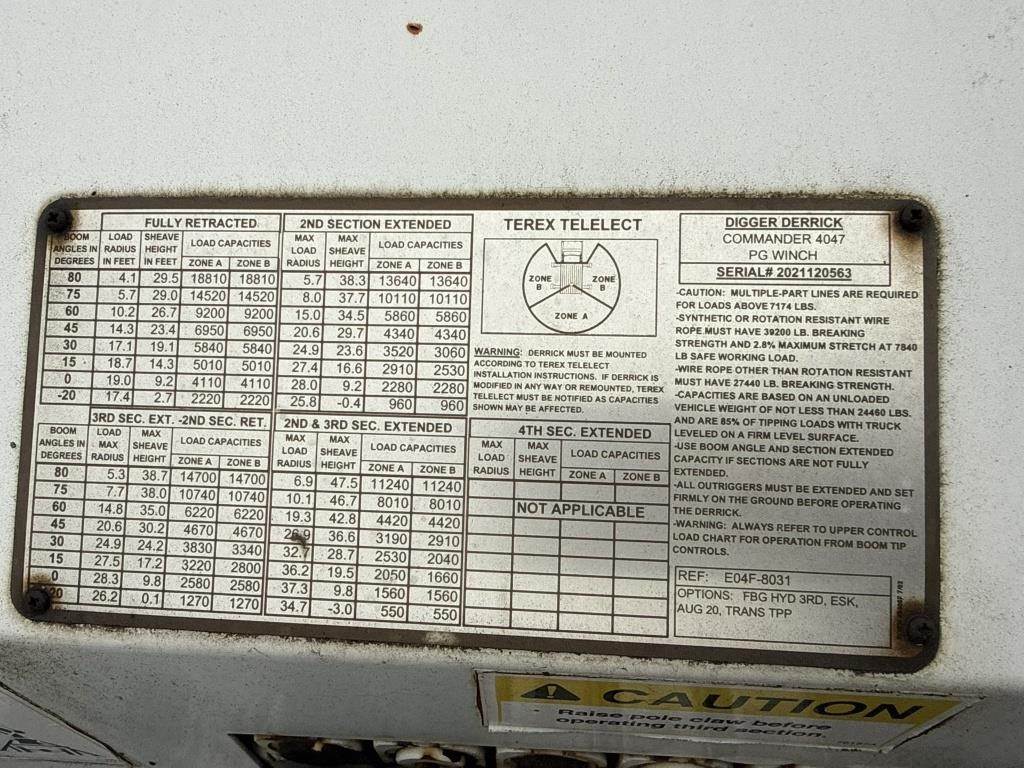 FULLY RETRACTED
BOOM ANGLES IN DEGREES LOAD RADIUS IN FEET SHEAVE HEIGHT IN FEET LOAD CAPACITIES
ZONE A ZONE B
80 4.1 29.5 18810 18810
75 5.7 29.0 14520 14520
60 10.2 26.7 9200 9200
45 14.3 23.4 6950 6950
30 17.1 19.1 5840 5840
15 18.7 14.3 5010 5010
0 19.0 9.2 4110 4110
-20 17.4 2.7 2220 2220
2ND SECTION EXTENDED
MAX LOAD RADIUS MAX SHEAVE HEIGHT LOAD CAPACITIES
ZONE A ZONE B
5.7 38.3 13640 13640
8.0 37.7 10110 10110
15.0 34.5 5860 5860
20.6 29.7 4340 4340
24.9 23.6 3520 3060
27.4 16.6 2910 2530
28.0 9.2 2280 2280
25.8 -0.4 960 960
3RD SEC. EXT. -2ND SEC. RET.
BOOM ANGLES IN DEGREES LOAD MAX RADIUS MAX SHEAVE HEIGHT LOAD CAPACITIES
ZONE A ZONE B
80 5.3 38.7 14700 14700
75 7.7 38.0 10740 10740
60 14.8 35.0 6220 6220
45 20.6 30.2 4670 4670
30 24.9 24.2 3830 3340
15 27.5 17.2 3220 2800
0 28.3 9.8 2580 2580
20 26.2 0.1 1270 1270
2ND & 3RD SEC. EXTENDED
MAX LOAD RADIUS MAX SHEAVE HEIGHT LOAD CAPACITIES
ZONE A ZONE B
6.9 47.5 11240 11240
10.1 46.7 8010 8010
19.3 42.8 4420 4420
26.9 36.6 3190 2910
32.7 28.7 2530 2040
36.2 19.5 2050 1660
37.3 9.8 1560 1560
34.7 -3.0 550 550
TEREX TELELECT
ZONE B
ZONE B
ZONE A
WARNING: DERRICK MUST BE MOUNTED
ACCORDING TO TEREX TELELECT
INSTALLATION INSTRUCTIONS. IF DERRICK IS
MODIFIED IN ANY WAY OR REMOUNTED, TEREX
TELELECT MUST BE NOTIFIED AS CAPACITIES
SHOWN MAY BE AFFECTED.
4TH SEC. EXTENDED
MAX LOAD RADIUS MAX SHEAVE HEIGHT LOAD CAPACITIES
ZONE A ZONE B
NOT APPLICABLE
DIGGER DERRICK
COMMANDER 4047
PG WINCH
SERIAL# 2021120563
-CAUTION: MULTIPLE-PART LINES ARE REQUIRED
FOR LOADS ABOVE 7174 LBS.
-SYNTHETIC OR ROTATION RESISTANT WIRE
ROPE MUST HAVE 39200 LB. BREAKING
STRENGTH AND 2.8% MAXIMUM STRETCH AT 7840
LB SAFE WORKING LOAD.
-WIRE ROPE OTHER THAN ROTATION RESISTANT
MUST HAVE 27440 LB. BREAKING STRENGTH.
-CAPACITIES ARE BASED ON AN UNLOADED
VEHICLE WEIGHT OF NOT LESS THAN 24460 LBS.
AND ARE 85% OF TIPPING LOADS WITH TRUCK
LEVELED ON A FIRM LEVEL SURFACE.
-USE BOOM ANGLE AND SECTION EXTENDED
CAPACITY IF SECTIONS ARE NOT FULLY
EXTENDED.
-ALL OUTRIGGERS MUST BE EXTENDED AND SET
FIRMLY ON THE GROUND BEFORE OPERATING
THE DERRICK.
-WARNING: ALWAYS REFER TO UPPER CONTROL
LOAD CHART FOR OPERATION FROM BOOM TIP
CONTROLS.
REF: E04F-8031
OPTIONS: FBG HYD 3RD, ESK,
AUG 20, TRANS TPP
CAUTION
Raise pole claw before
operating third section.